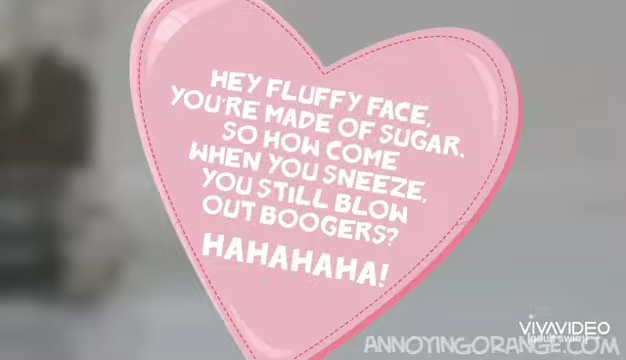 HEY FLUFFY FACE,
YOU'RE MADE OF SUGAR.
SO HOW COME
WHEN YOU SNEEZE,
YOU STILL BLOW
OUT BOOGERS?
HAHAHAHA!
VIVAVIDEO
ANNOYINGORANGE.COM